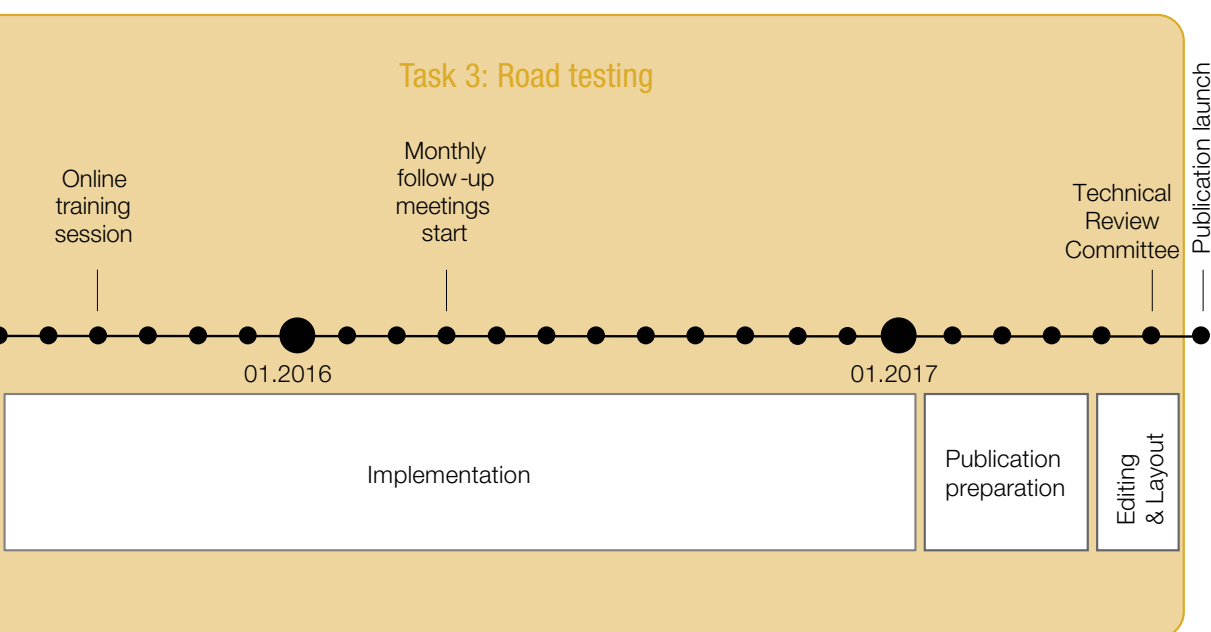 Task 3: Road testing
Online
training
session
Monthly
follow -up
meetings
start
Technical
Review
Committee
Publication launch
01.2016
01.2017
Implementation
Publication
preparation
Editing
& Layout